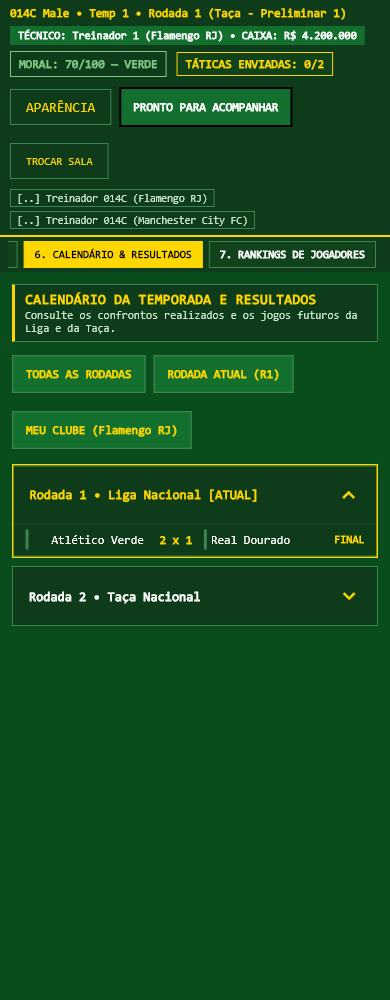 014C Male • Temp 1 • Rodada 1 (Taça - Preliminar 1)
TÉCNICO: Treinador 1 (Flamengo RJ) • CAIXA: R$ 4.200.000
MORAL: 70/100 — VERDE
TÁTICAS ENVIADAS: 0/2
APARÊNCIA
PRONTO PARA ACOMPANHAR
TROCAR SALA
[..] Treinador 014C (Flamengo RJ)
[..] Treinador 014C (Manchester City FC)
6. CALENDÁRIO & RESULTADOS
7. RANKINGS DE JOGADORES
CALENDÁRIO DA TEMPORADA E RESULTADOS
Consulte os confrontos realizados e os jogos futuros da
Liga e da Taça.
TODAS AS RODADAS
RODADA ATUAL (R1)
MEU CLUBE (Flamengo RJ)
Rodada 1 • Liga Nacional [ATUAL]
Atlético Verde 2 x 1 Real Dourado FINAL
Rodada 2 • Taça Nacional